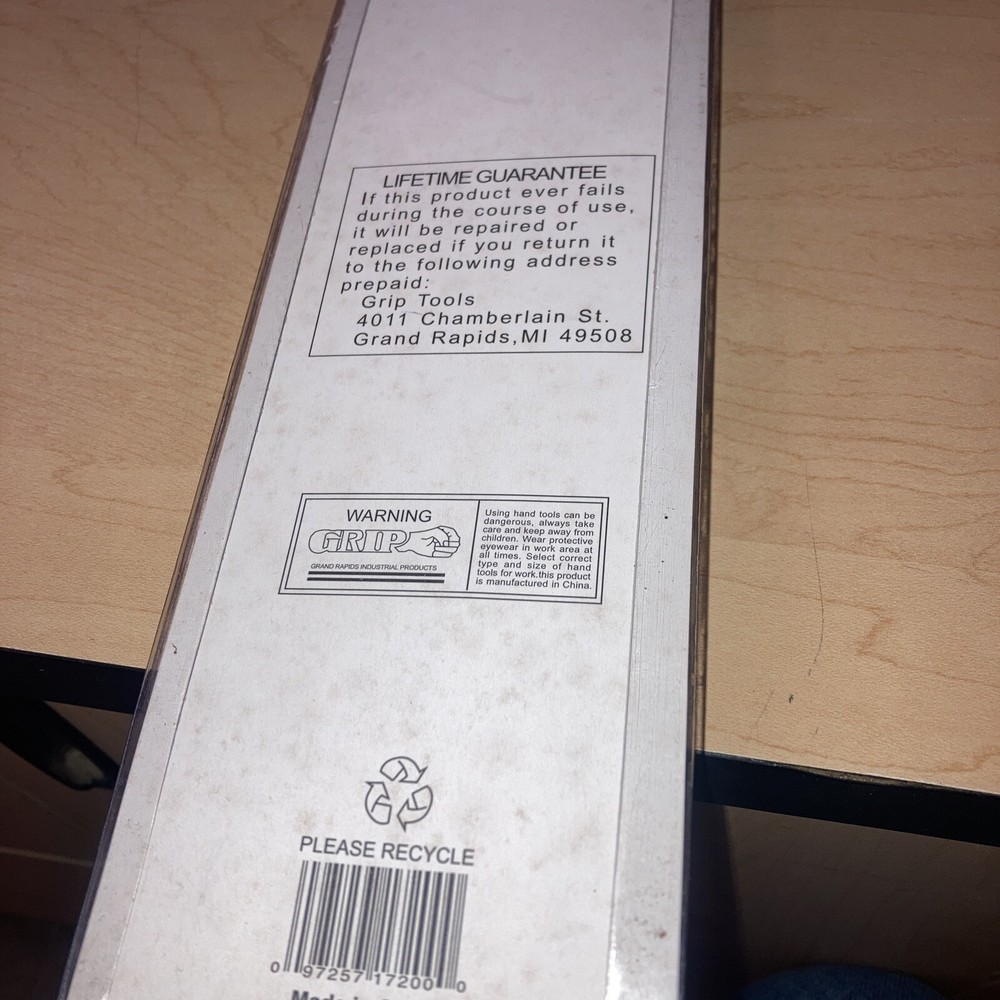 LIFETIME GUARANTEE
If this product ever fails
during the course of use,
it will be repaired or
replaced if you return it
to the following address
prepaid:
Grip Tools
4011 Chamberlain St.
Grand Rapids,MI 49508
WARNING
GRIP
GRAND RAPIDS INDUSTRIAL PRODUCTS
Using hand tools can be
dangerous, always take
care and keep away from
children. Wear protective
eyewear in work area at
all times. Select correct
type and size of hand
tools for work.this product
is manufactured in China.
PLEASE RECYCLE
0 97257 17200 0
Made